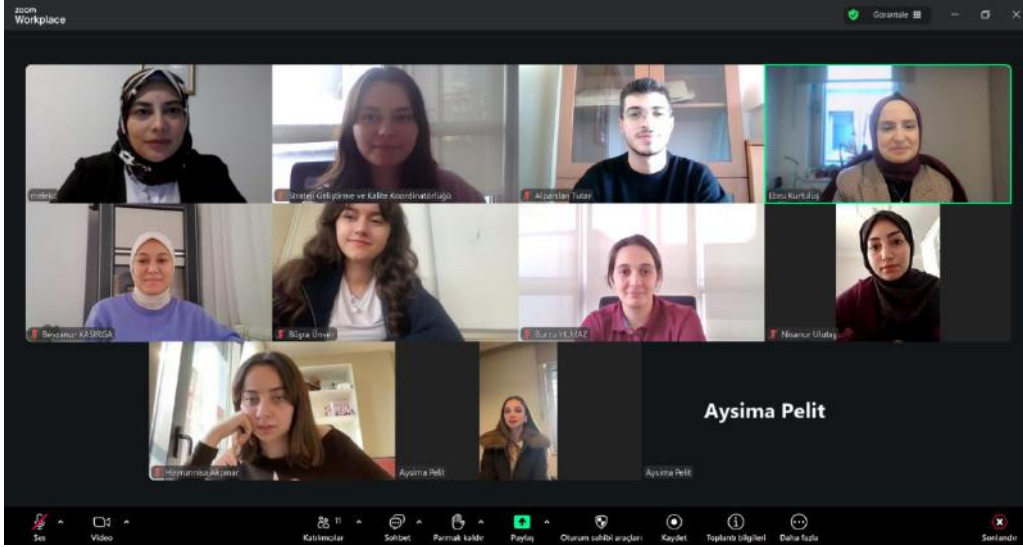 zoom
Workplace
Görüntüle
melekz
Strateji Geliştirme ve Kalite Koordinatörlüğü
Alparslan Tutar
Ebru Kurtuluş
Beyzanur KASIRGA
Büşra Ünver
YILMAZ
Nisanur Ulutaş
Hayrunnisa Akpınar
Aysima Pelit
Aysima Pelit
Aysima Pelit
Ses
Video
Katılımcılar
11
Sohbet
Parmak kaldır
Paylaş
Oturum sahibi araçları
Kaydet
Toplantı bilgileri
Daha fazla
Sonlandır